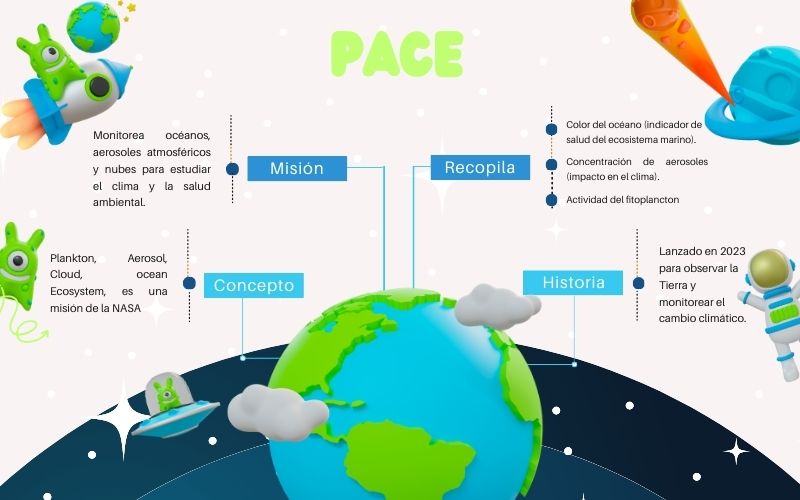 PACE
Monitorea océanos,
aerosoles atmosféricos
y nubes para estudiar
el clima y la salud
ambiental.
Misión
Recopila
Color del océano (indicador de
salud del ecosistema marino).
Concentración de aerosoles
(impacto en el clima).
Actividad del fitoplancton
Plankton, Aerosol,
Cloud, ocean
Ecosystem, es una
misión de la NASA
Concepto
Historia
Lanzado en 2023
para observar la
Tierra y
monitorear el
cambio climático.